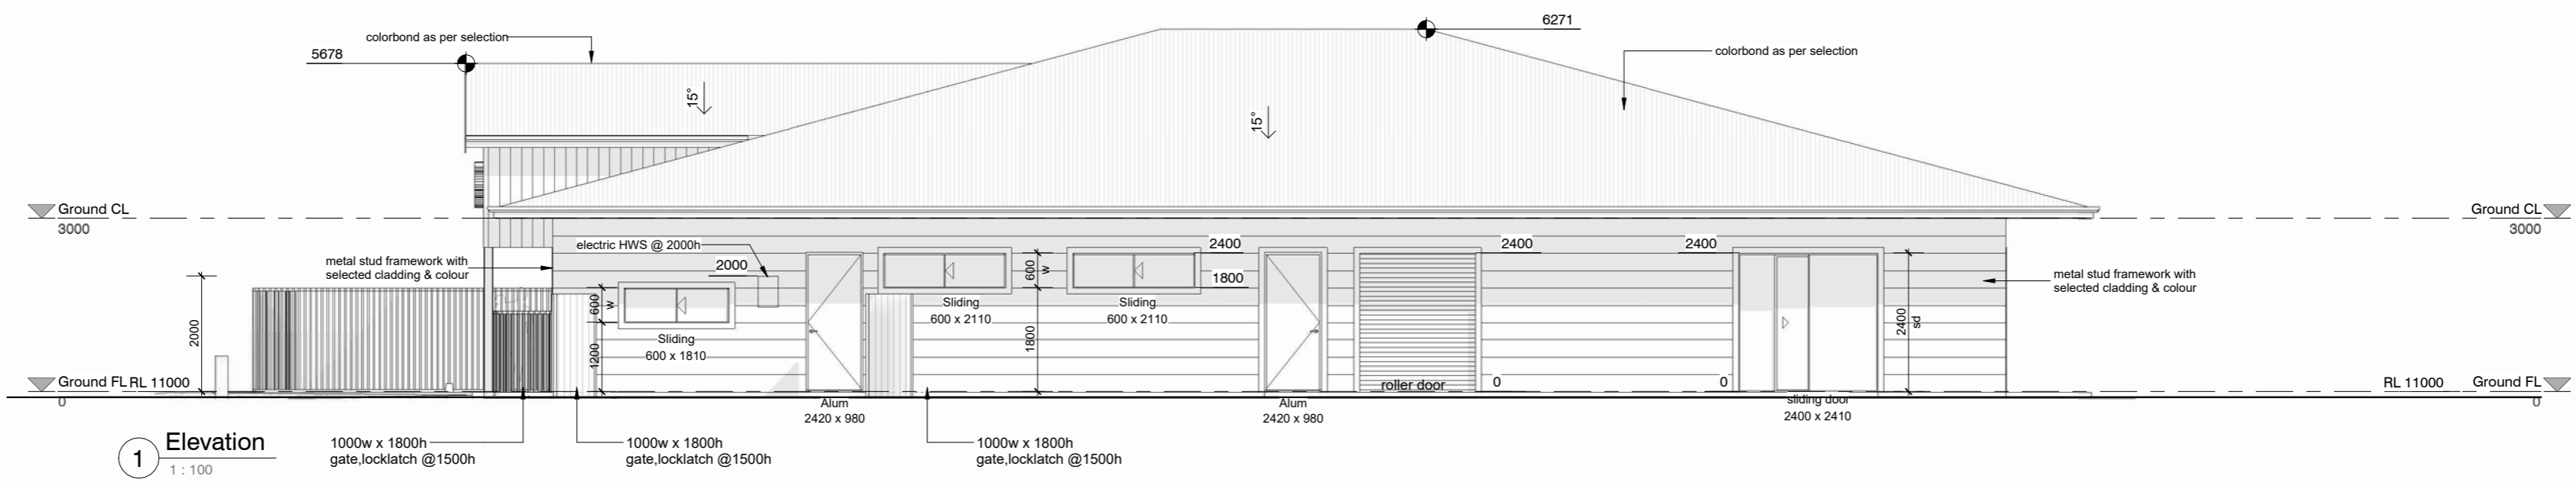 6271
colorbond as per selection
colorbond as per selection
5678
15°
15°
Ground CL
3000
Ground CL
3000
electric HWS @ 2000h
2400
2400
2400
metal stud framework with
selected cladding & colour
2000
600
w
1800
metal stud framework with
selected cladding & colour
600
w
Sliding
600 x 2110
Sliding
600 x 2110
2000
2400
sd
Sliding
600 x 1810
1200
1800
Ground FL
RL 11000
0
roller door
0
0
RL 11000
Ground FL
0
Alum
2420 x 980
Alum
2420 x 980
sliding door
2400 x 2410
1
Elevation
1 : 100
1000w x 1800h
gate,locklatch @1500h
1000w x 1800h
gate,locklatch @1500h
1000w x 1800h
gate,locklatch @1500h